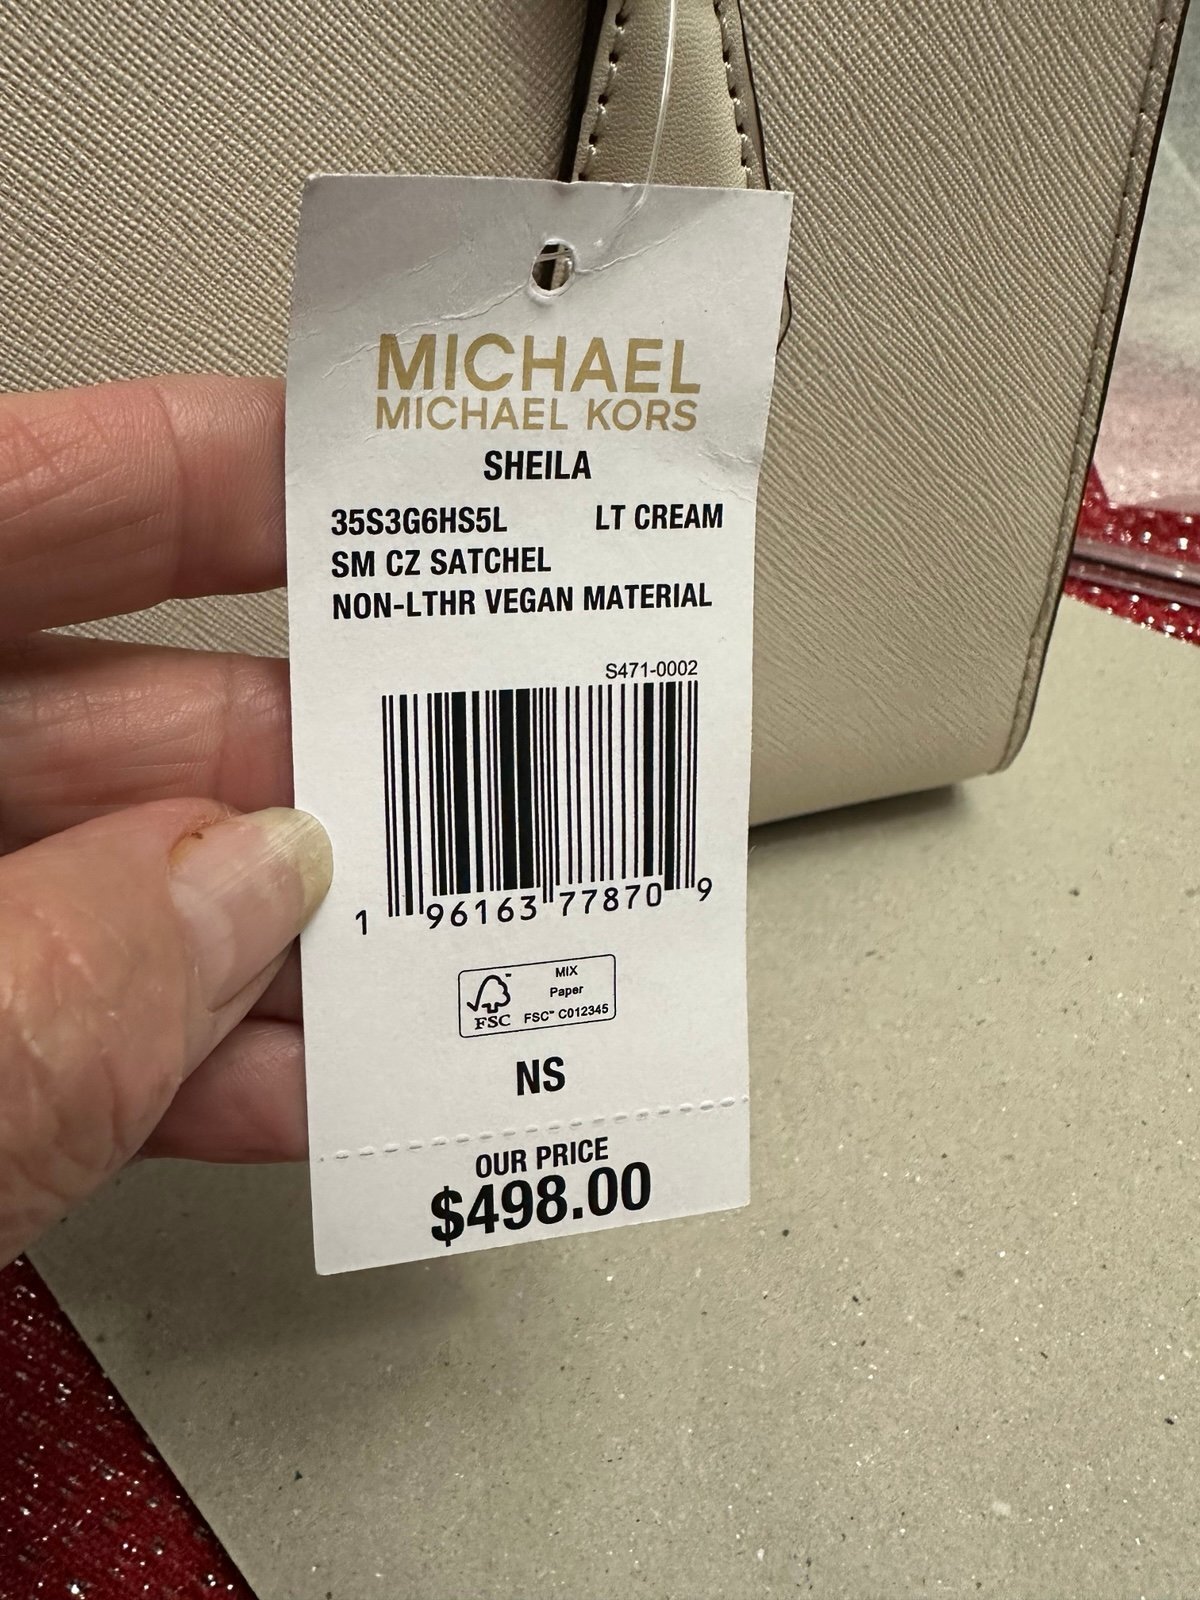 MICHAEL
MICHAEL KORS
SHEILA
35S3G6HS5L LT CREAM
SM CZ SATCHEL
NON-LTHR VEGAN MATERIAL
S471-0002
1 96163 77870 9
MIX
Paper
FSC™ FSC™ C012345
NS
OUR PRICE
$498.00